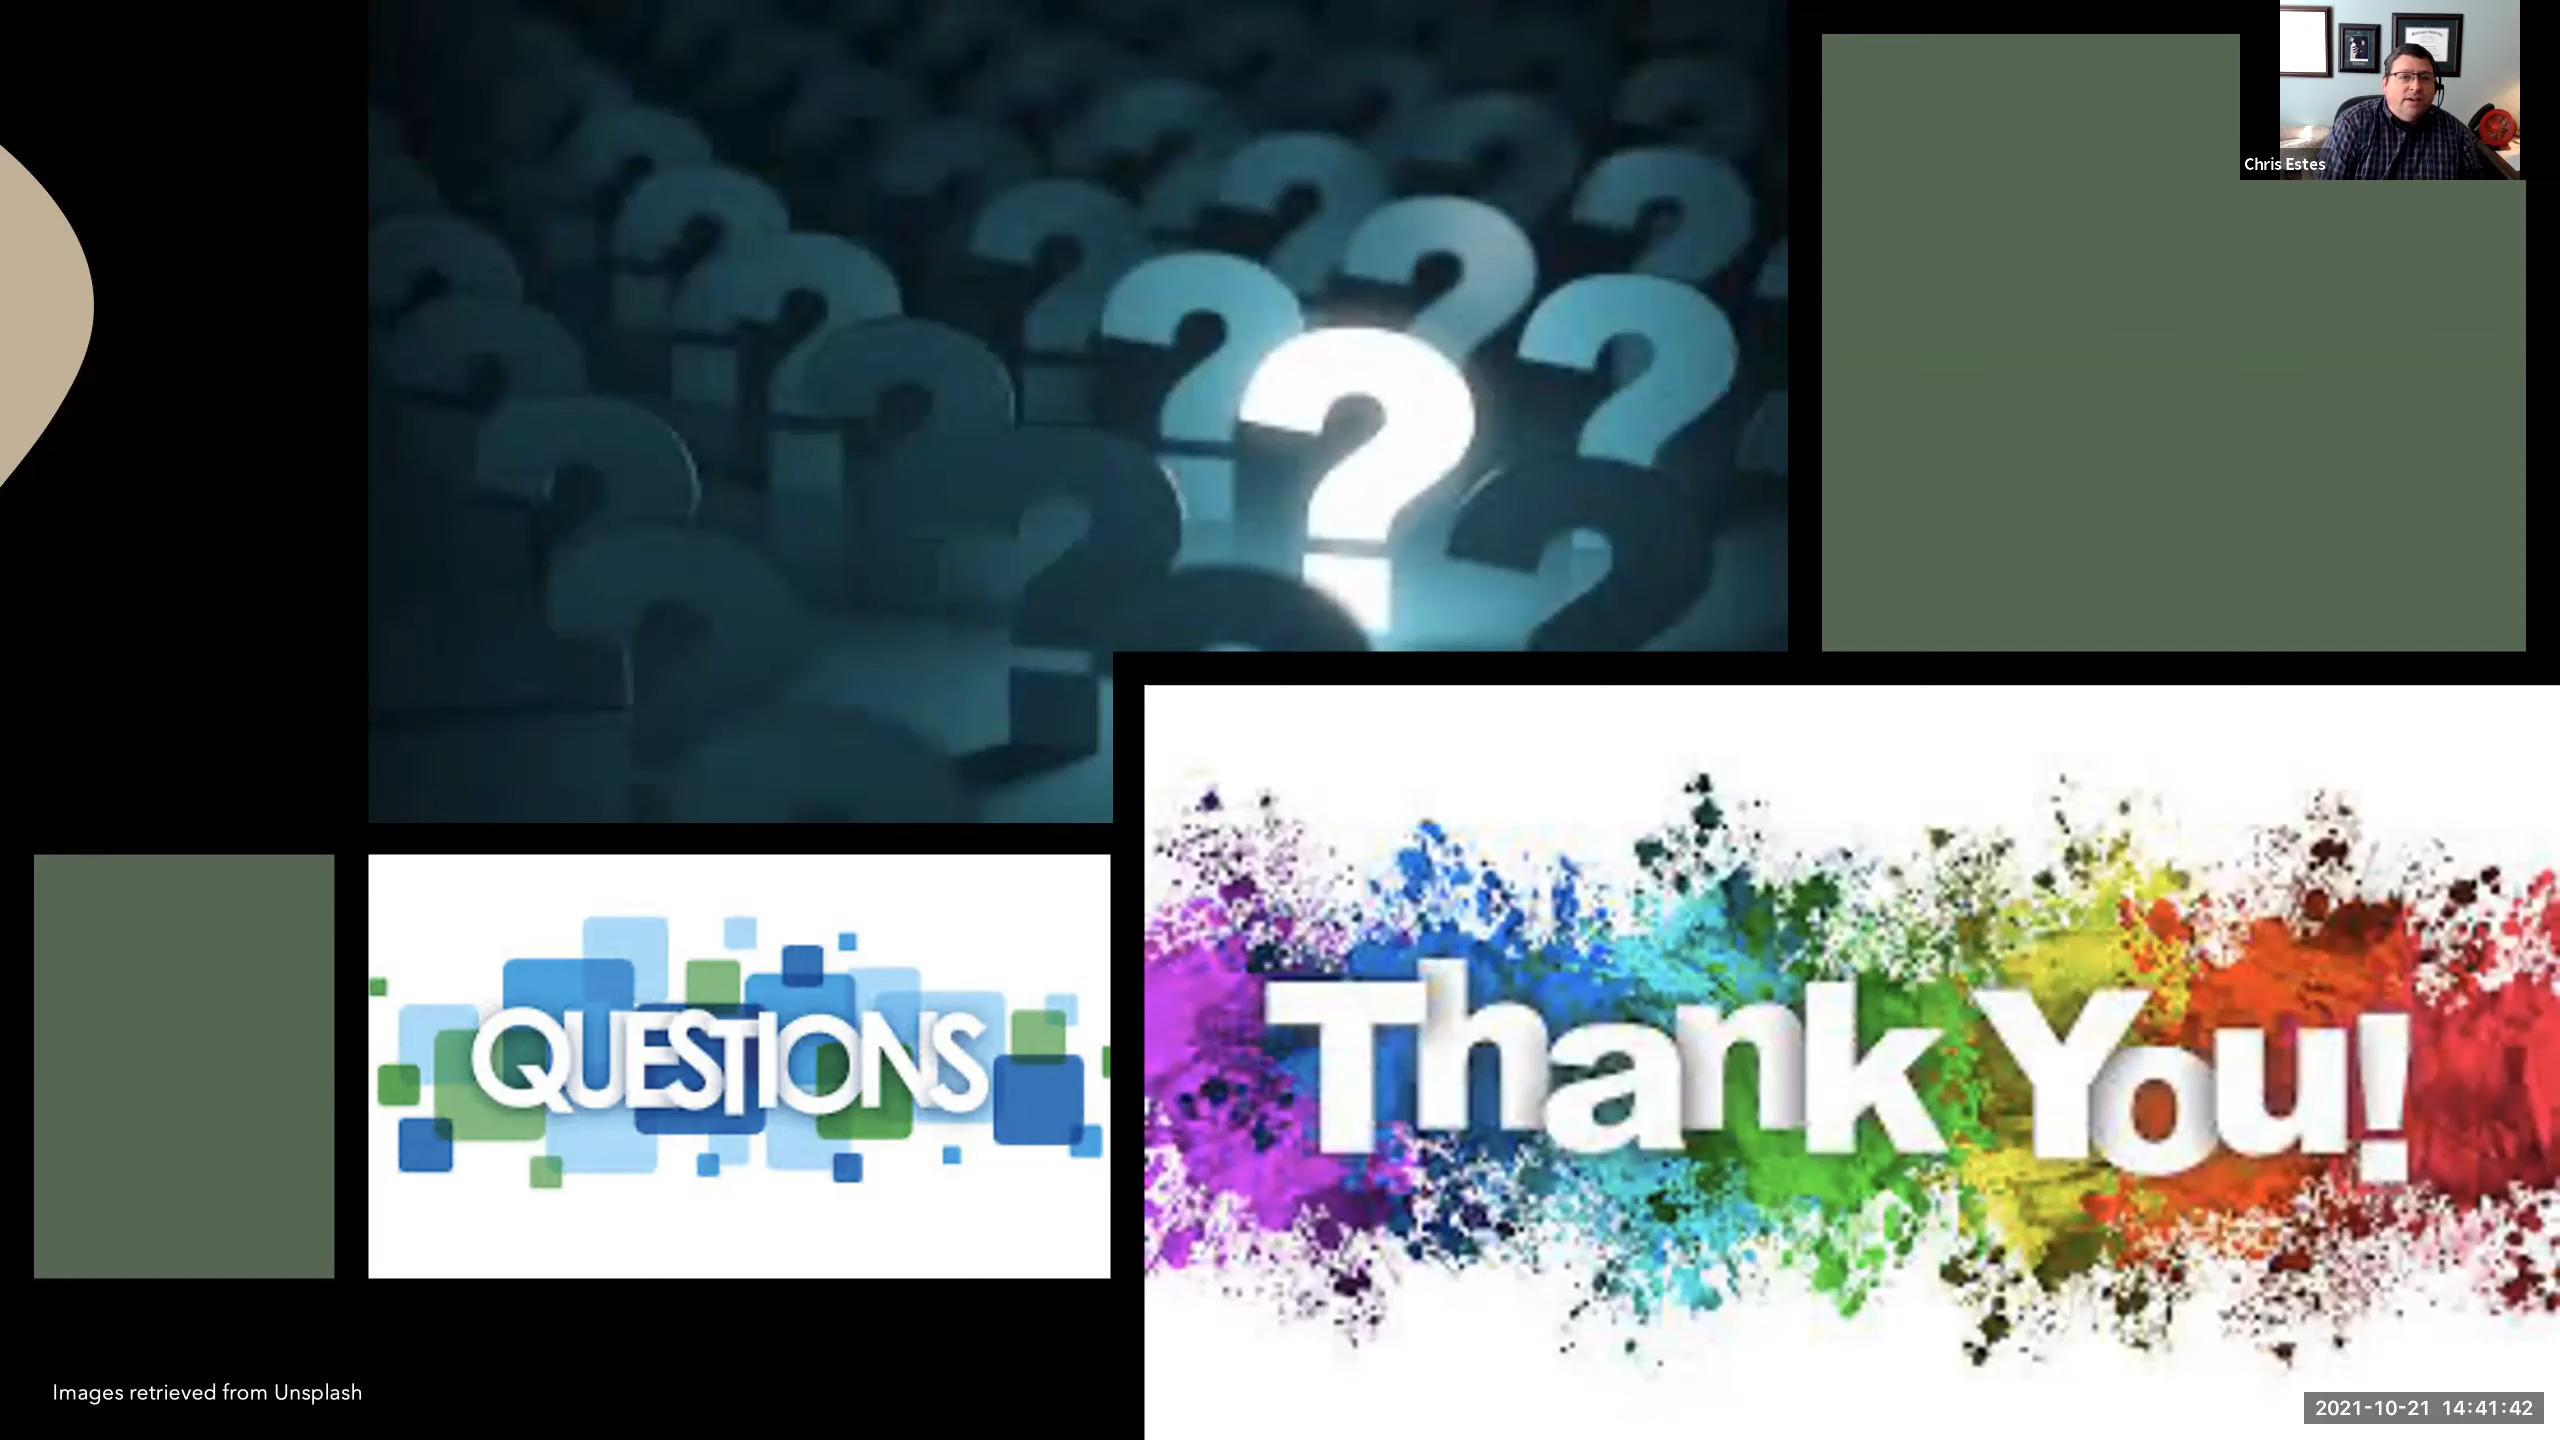 Chris Estes
QUESTIONS
Thank You!
Images retrieved from Unsplash
2021-10-21 14:41:42